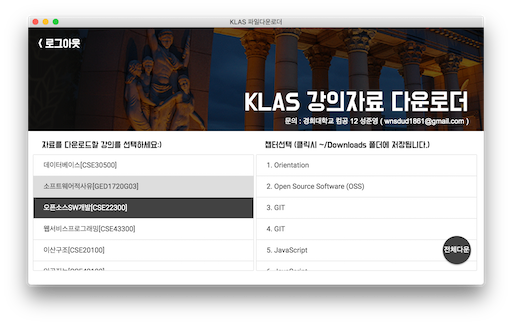 KLAS 파일다운로더
〈 로그아웃
KLAS 강의자료 다운로더
문의 : 경희대학교 컴공 12 성준영 ( wnsdud1861@gmail.com )
자료를 다운로드할 강의를 선택하세요:)
챕터선택 (클릭시 ~/Downloads 폴더에 저장됩니다.)
데이터베이스[CSE30500]
소프트웨어적사유[GED1720G03]
오픈소스SW개발[CSE22300]
웹서비스프로그래밍[CSE43300]
이산구조[CSE20100]
1. Orientation
2. Open Source Software (OSS)
3. GIT
4. GIT
5. JavaScript
6. JavaScript
전체다운